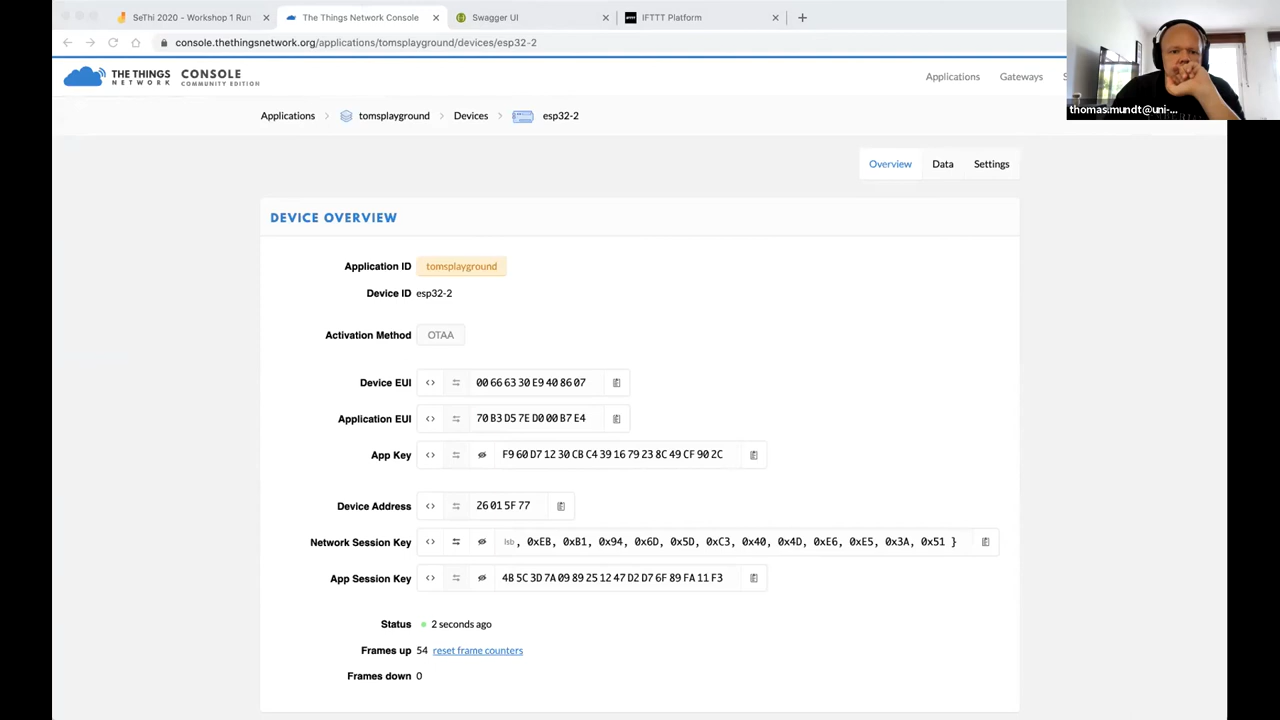 SeThi 2020 - Workshop 1 Run
The Things Network Console
Swagger UI
IFTTT Platform
console.thethingsnetwork.org/applications/tomsplayground/devices/esp32-2
THE THINGS NETWORK
CONSOLE
COMMUNITY EDITION
Applications
Gateways
thomas.mundt@uni-...
Applications
tomsplayground
Devices
esp32-2
Overview
Data
Settings
DEVICE OVERVIEW
Application ID tomsplayground
Device ID esp32-2
Activation Method OTAA
Device EUI <> 00 66 63 30 E9 40 86 07
Application EUI <> 70 B3 D5 7E D0 00 B7 E4
App Key <> F9 60 D7 12 30 CB C4 39 16 79 23 8C 49 CF 90 2C
Device Address <> 26 01 5F 77
Network Session Key <> lsb , 0xEB, 0xB1, 0x94, 0x6D, 0x5D, 0xC3, 0x40, 0x4D, 0xE6, 0xE5, 0x3A, 0x51 }
App Session Key <> 4B 5C 3D 7A 09 89 25 12 47 D2 D7 6F 89 FA 11 F3
Status 2 seconds ago
Frames up 54 reset frame counters
Frames down 0